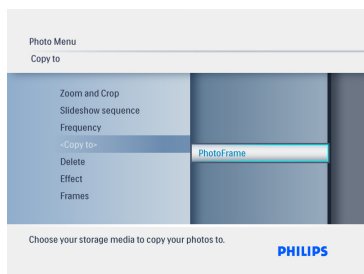 Photo Menu
Copy to
Zoom and Crop
Slideshow sequence
Frequency
<Copy to>
PhotoFrame
Delete
Effect
Frames
Choose your storage media to copy your photos to.
PHILIPS